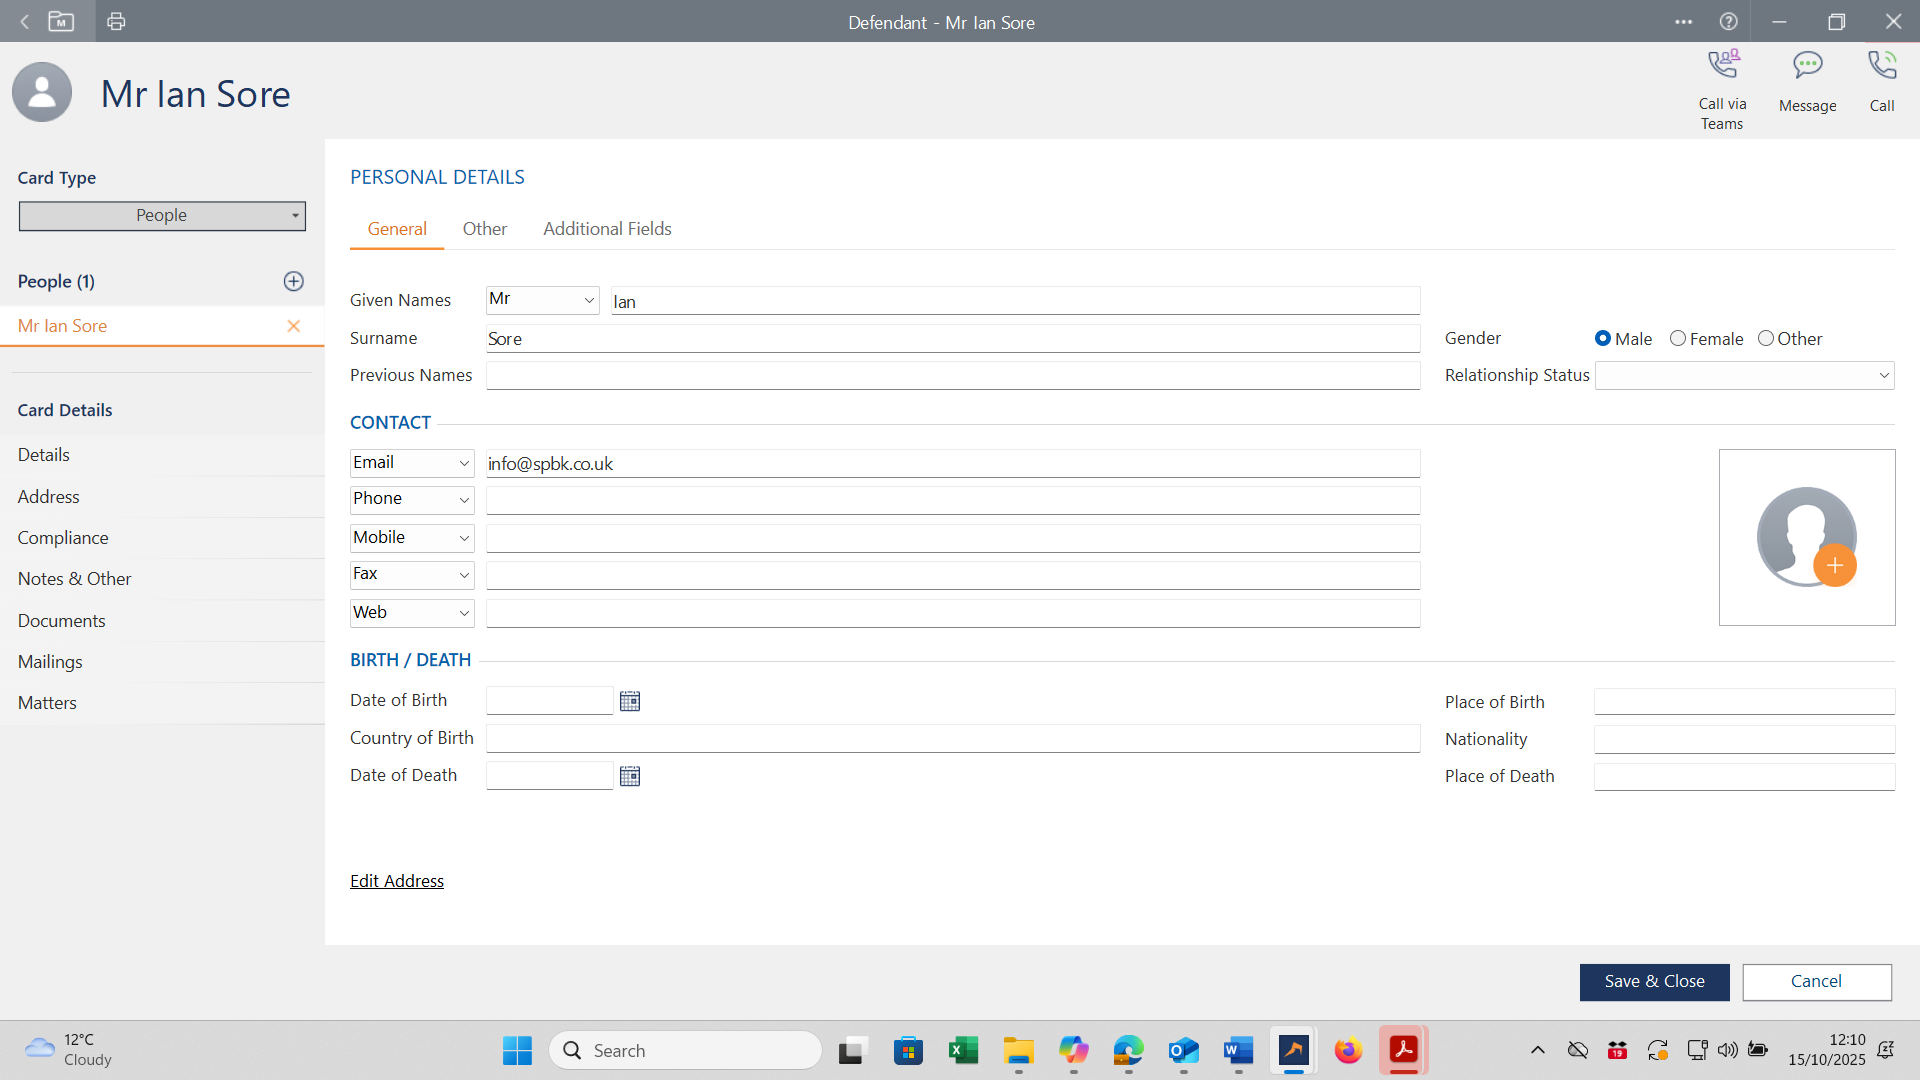 Defendant - Mr Ian Sore
Mr Ian Sore
Call via
Teams
Message
Call
Card Type
People
People (1)
Mr Ian Sore
Card Details
Details
Address
Compliance
Notes & Other
Documents
Mailings
Matters
PERSONAL DETAILS
General Other Additional Fields
Given Names Mr Ian
Surname Sore
Gender Male Female Other
Previous Names
Relationship Status
CONTACT
Email info@spbk.co.uk
Phone
Mobile
Fax
Web
BIRTH / DEATH
Date of Birth
Place of Birth
Country of Birth
Nationality
Date of Death
Place of Death
Edit Address
Save & Close Cancel
12°C
Cloudy
Search
19
12:10
15/10/2025